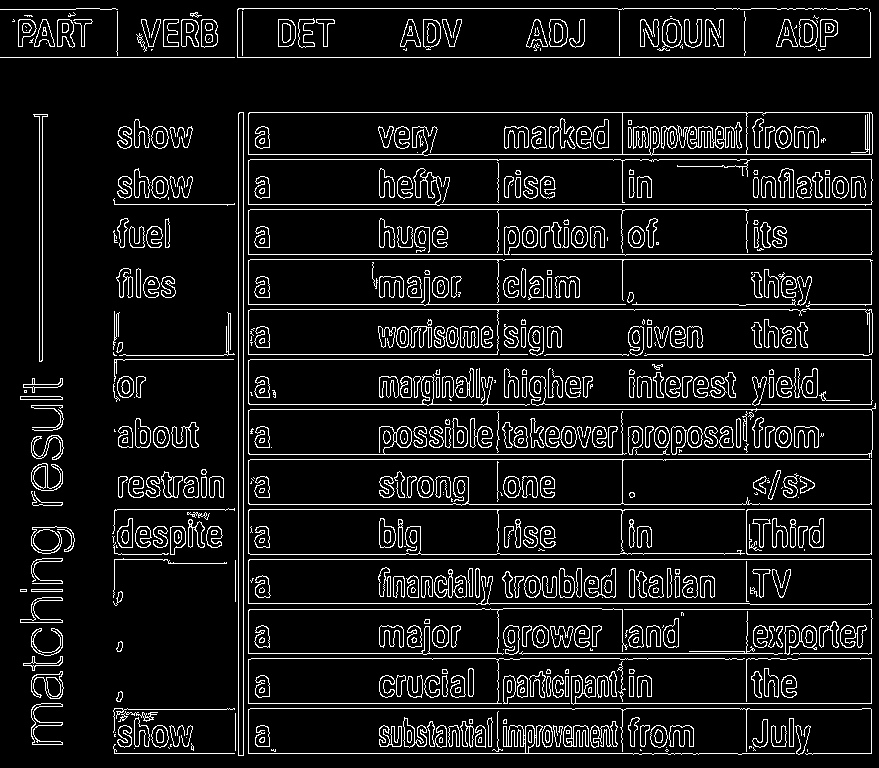 PART VERB DET ADV ADJ NOUN ADP
show a very marked improvement from
show a hefty rise in inflation
fuel a huge portion of its
files a major claim , they
, a worrisome sign given that
or a marginally higher interest yield
about a possible takeover proposal from
restrain a strong one . </s>
despite a big rise in Third
, a financially troubled Italian TV
, a major grower and exporter
, a crucial participant in the
show a substantial improvement from July
matching result